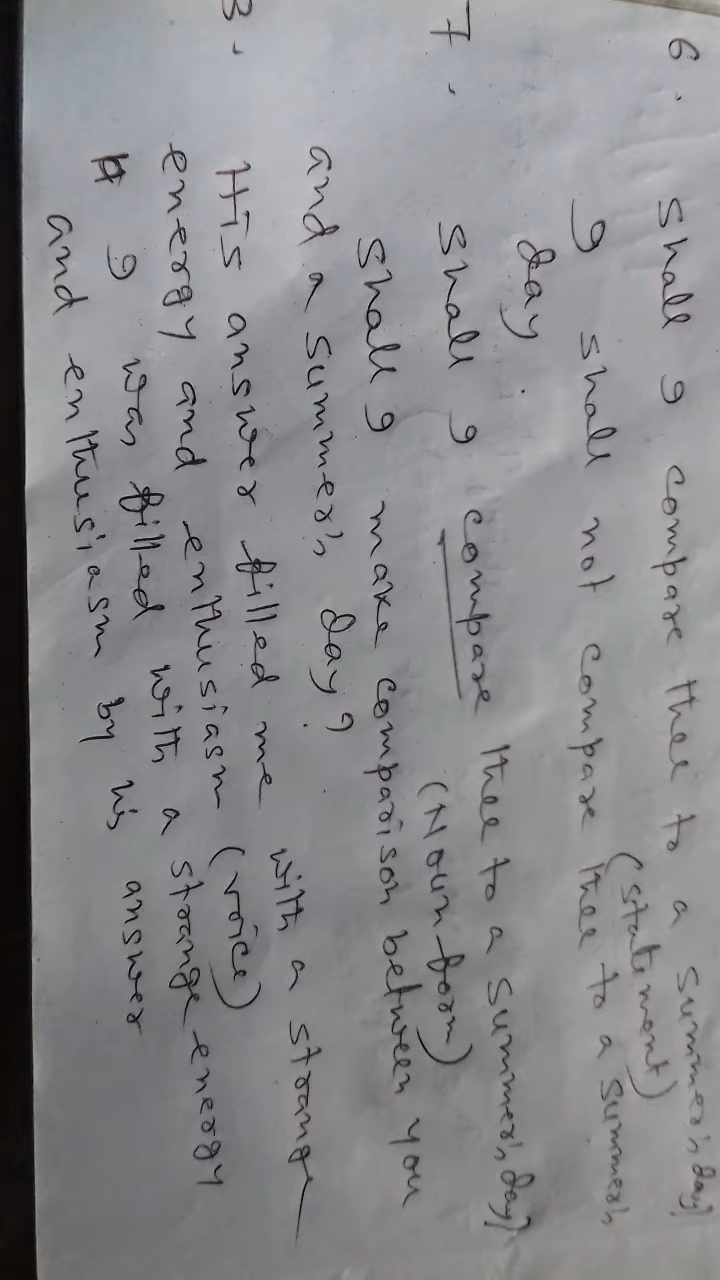 6. Shall I compare thee to a summer's day?
(statement)
I shall not compare thee to a summer's
day.
7. Shall I compare thee to a summer's day?
(Noun form)
Shall I make comparison between you
and a summer's day?
8. His answer filled me with a strange
energy and enthusiasm (voice)
I was filled with a strange energy
and enthusiasm by his answer